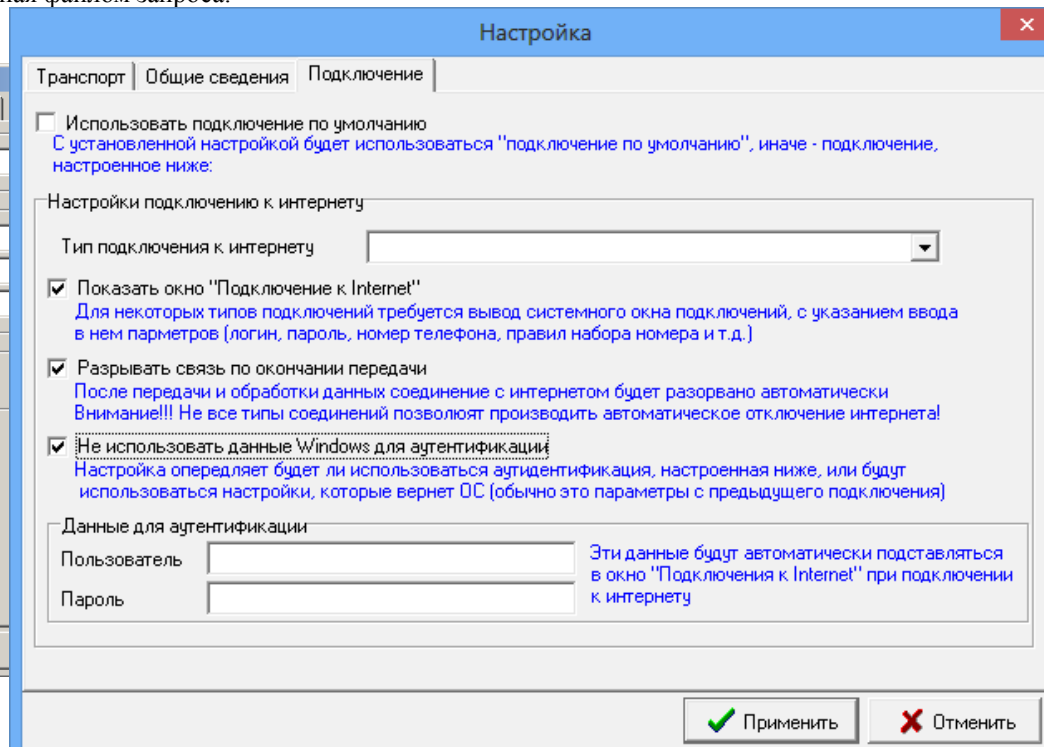 файлом запроса.
Настройка
Транспорт Общие сведения Подключение
Использовать подключение по умолчанию
С установленной настройкой будет использоваться "подключение по умолчанию", иначе - подключение,
настроенное ниже:
Настройки подключению к интернету
Тип подключения к интернету
Показать окно "Подключение к Internet"
Для некоторых типов подключений требуется вывод системного окна подключений, с указанием ввода
в нем парметров (логин, пароль, номер телефона, правил набора номера и т.д.)
Разрывать связь по окончании передачи
После передачи и обработки данных соединение с интернетом будет разорвано автоматически
Внимание!!! Не все типы соединений позволюят производить автоматическое отключение интернета!
Не использовать данные Windows для аутентификации
Настройка опередляет будет ли использоваться аутидентификация, настроенная ниже, или будут
использоваться настройки, которые вернет ОС (обычно это параметры с предыдущего подключения)
Данные для аутентификации
Пользователь
Пароль
Эти данные будут автоматически подставляться
в окно "Подключения к Internet" при подключении
к интернету
Применить Отменить